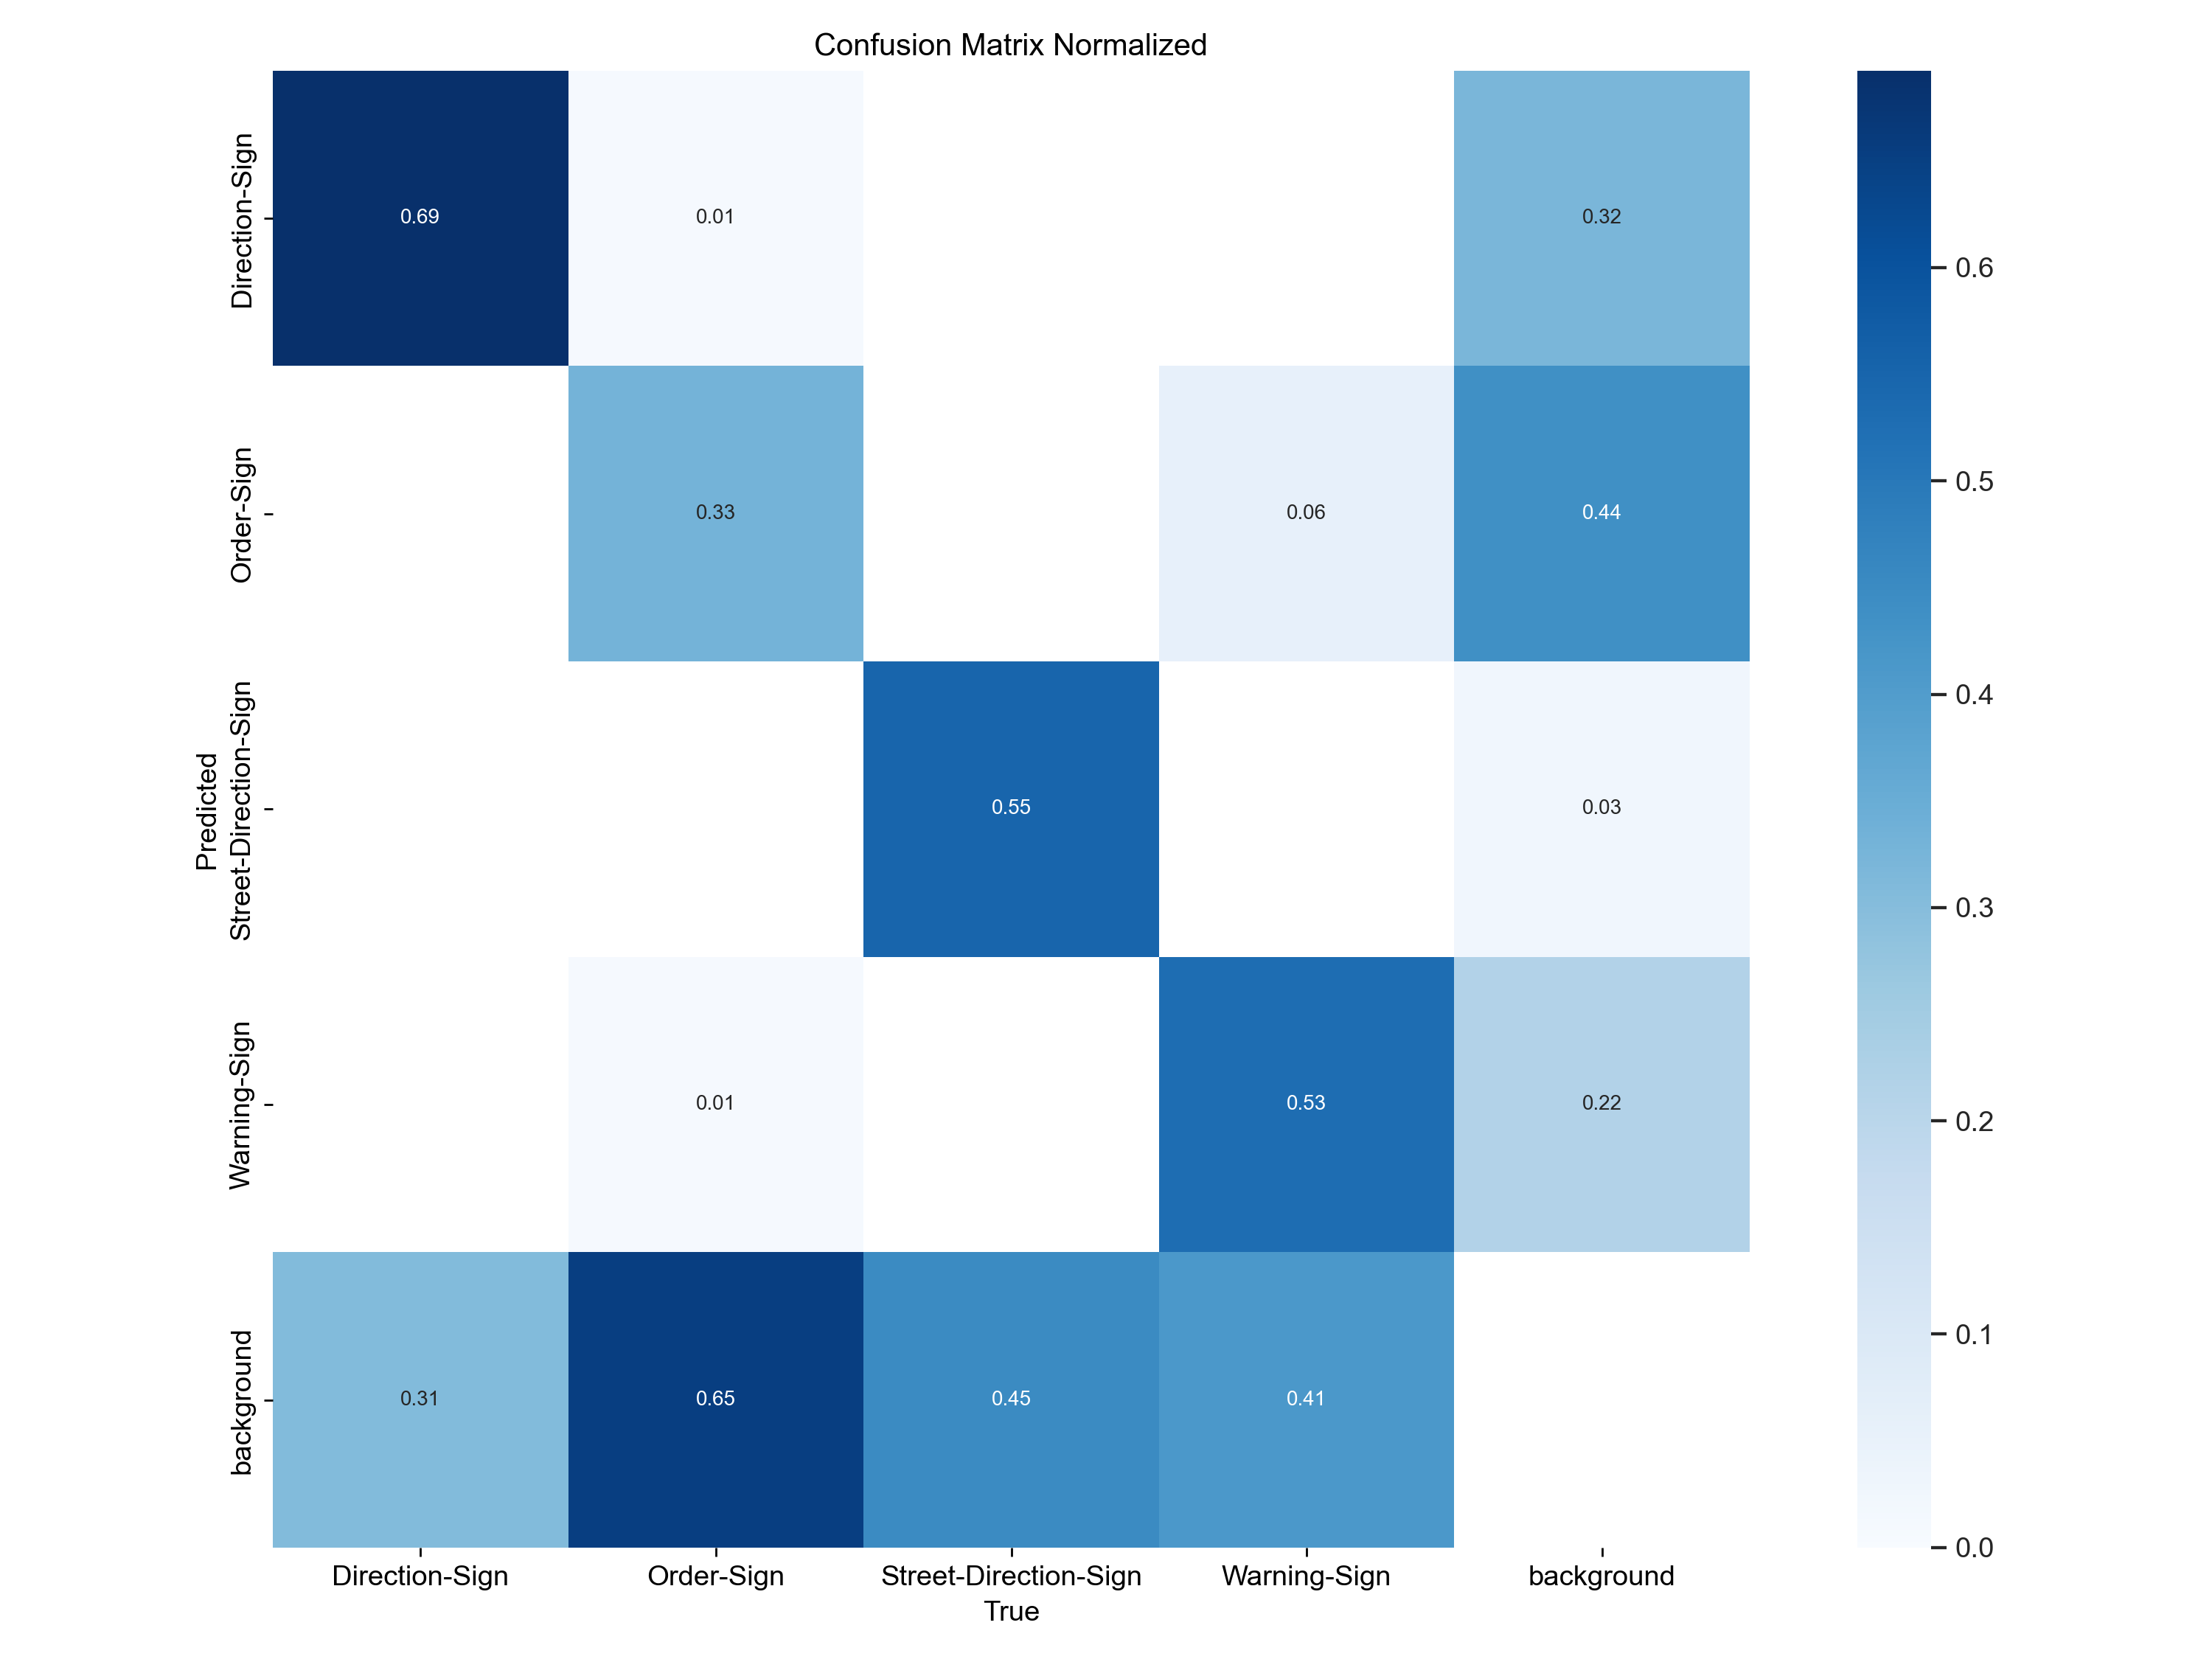 Confusion Matrix Normalized
Predicted
Direction-Sign
0.69
0.01
0.32
Order-Sign
0.33
0.06
0.44
Street-Direction-Sign
0.55
0.03
Warning-Sign
0.01
0.53
0.22
background
0.31
0.65
0.45
0.41
Direction-Sign
Order-Sign
Street-Direction-Sign
Warning-Sign
background
True
0.6
0.5
0.4
0.3
0.2
0.1
0.0